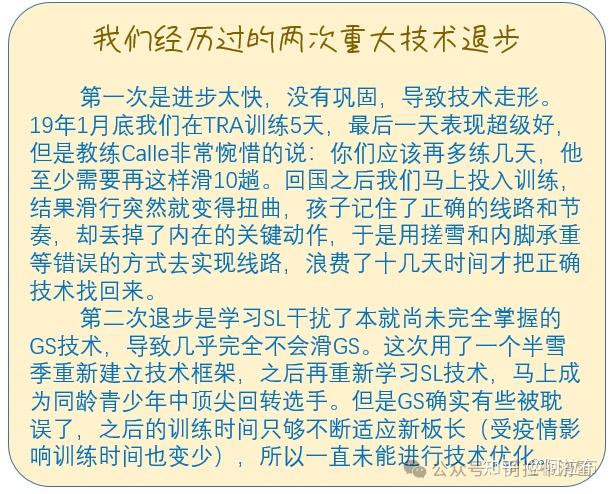 我们经历过的两次重大技术退步
第一次是进步太快，没有巩固，导致技术走形。
19年1月底我们在TRA训练5天，最后一天表现超级好，
但是教练Calle非常惋惜的说：你们应该再多练几天，他
至少需要再这样滑10趟。回国之后我们马上投入训练，
结果滑行突然就变得扭曲，孩子记住了正确的线路和节
奏，却丢掉了内在的关键动作，于是用搓雪和内脚承重
等错误的方式去实现线路，浪费了十几天时间才把正确
技术找回来。
第二次退步是学习SL干扰了本就尚未完全掌握的
GS技术，导致几乎完全不会滑GS。这次用了一个半雪
季重新建立技术框架，之后再重新学习SL技术，马上成
为同龄青少年中顶尖回转选手。但是GS确实有些被耽
误了，之后的训练时间只够不断适应新板长（受疫情影
响训练时间也变少），所以一直未能进行技术优化。
公众号